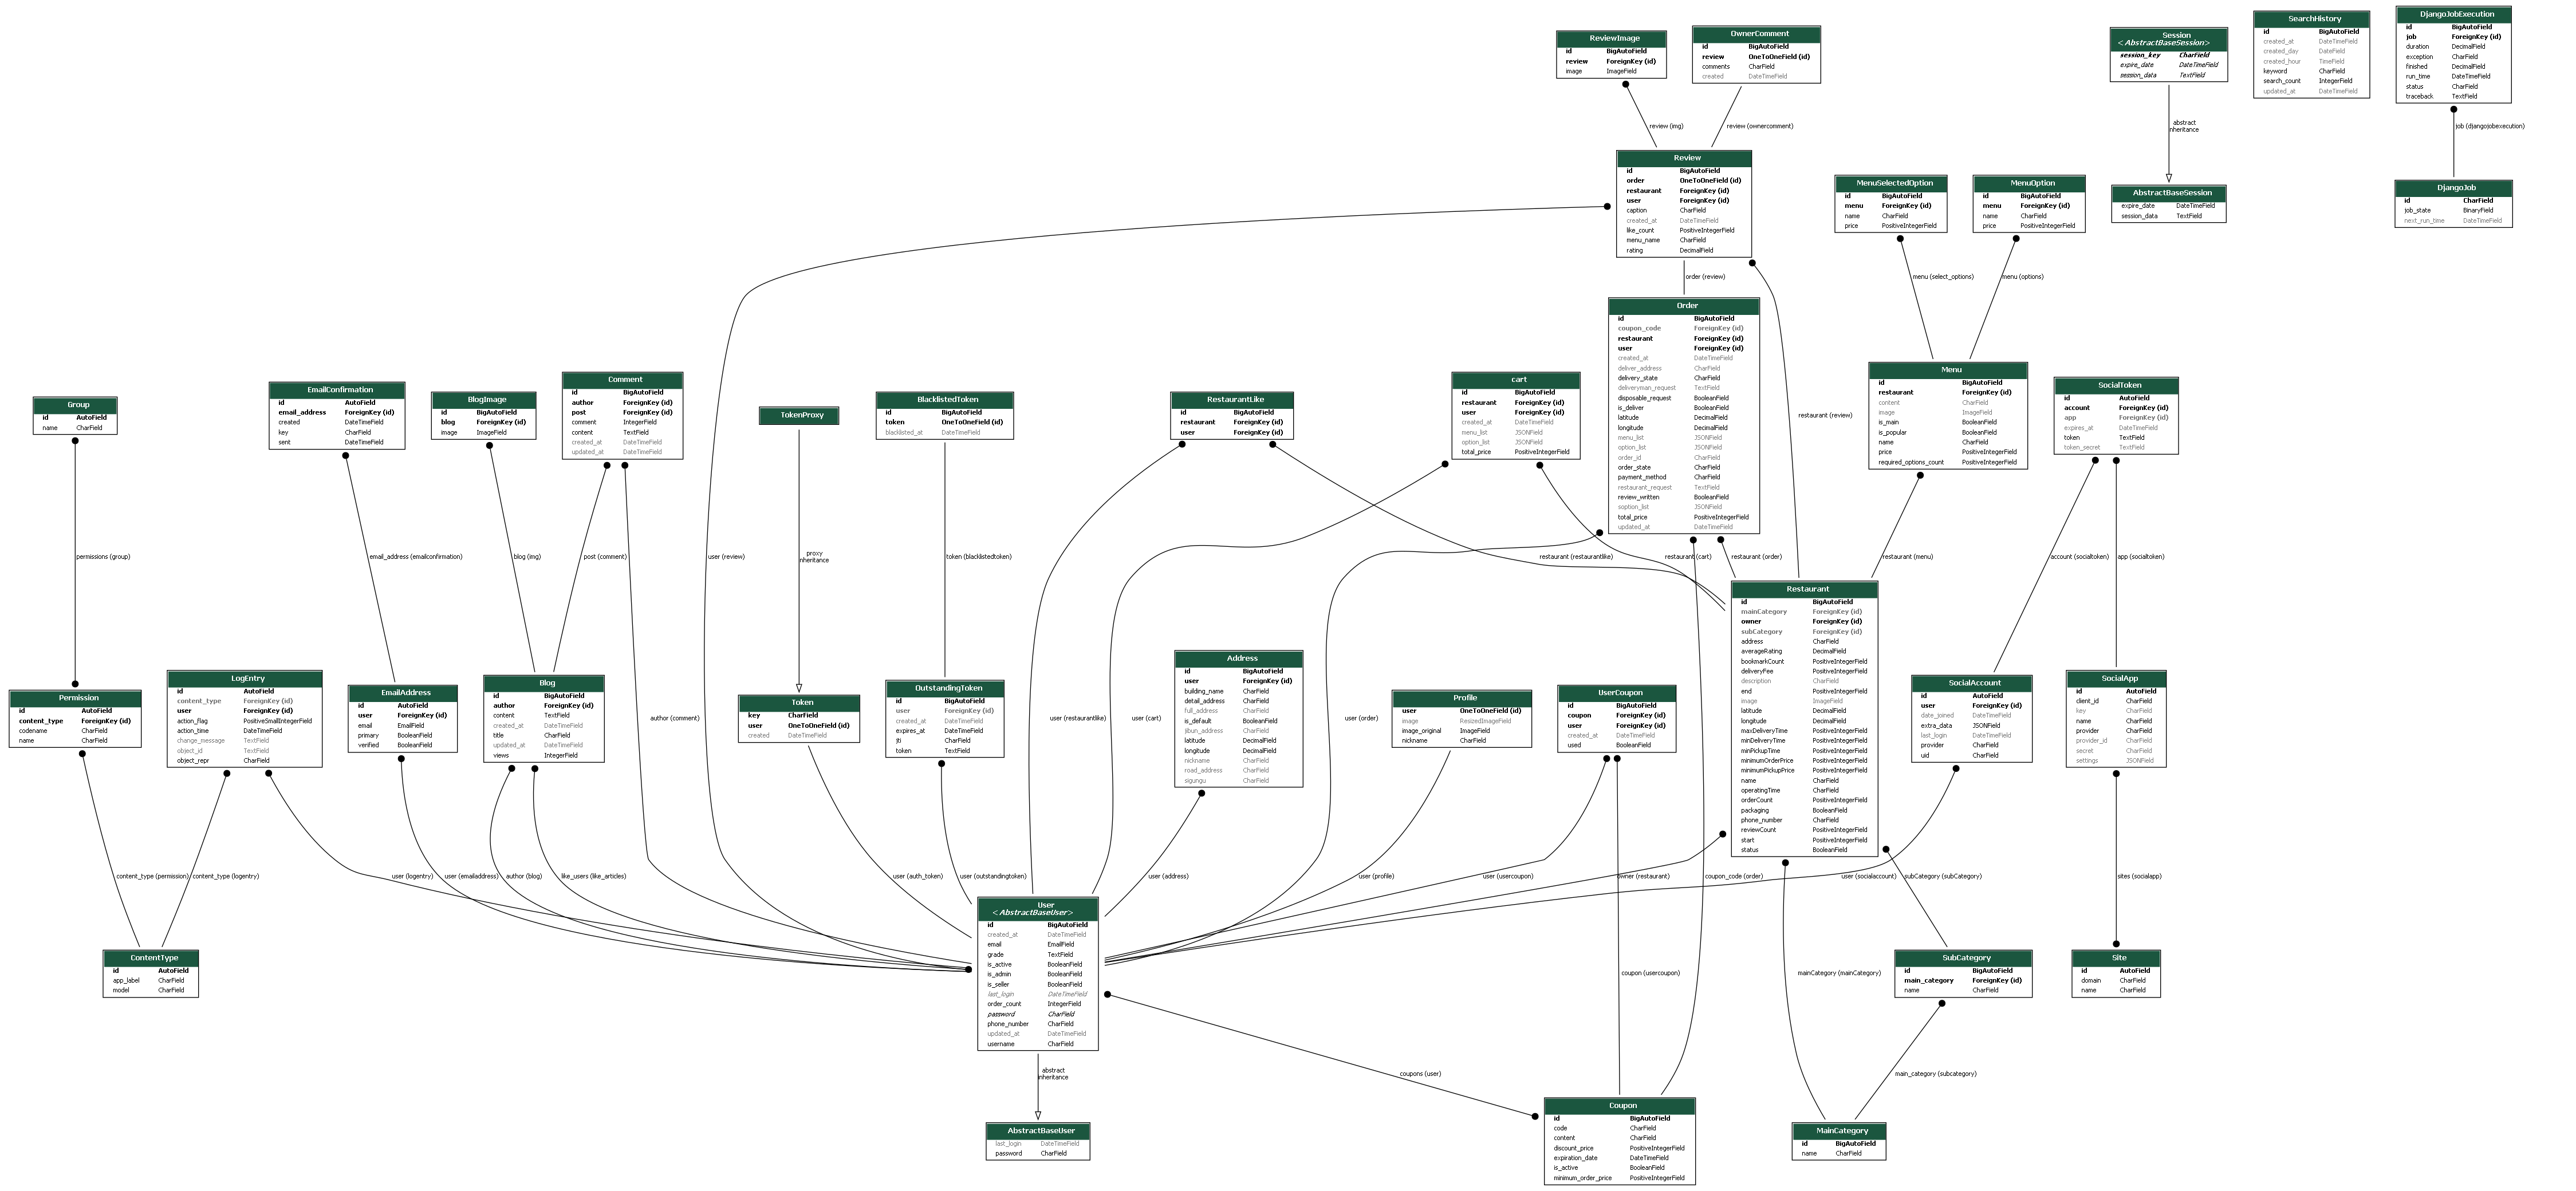 ReviewImage
id BigAutoField
review ForeignKey (id)
image ImageField
OwnerComment
id BigAutoField
review OneToOneField (id)
comments CharField
created DateTimeField
Session
<AbstractBaseSession>
session_key CharField
expire_date DateTimeField
session_data TextField
SearchHistory
id BigAutoField
created_at DateTimeField
created_day DateField
created_hour TimeField
keyword CharField
search_count IntegerField
updated_at DateTimeField
DjangoJobExecution
id BigAutoField
job ForeignKey (id)
duration DecimalField
exception CharField
finished DecimalField
run_time DateTimeField
status CharField
traceback TextField
review (img)
review (ownercomment)
abstract
inheritance
job (djangojobexecution)
Review
id BigAutoField
order OneToOneField (id)
restaurant ForeignKey (id)
user ForeignKey (id)
caption CharField
created_at DateTimeField
like_count PositiveIntegerField
menu_name CharField
rating DecimalField
MenuSelectedOption
id BigAutoField
menu ForeignKey (id)
name CharField
price PositiveIntegerField
MenuOption
id BigAutoField
menu ForeignKey (id)
name CharField
price PositiveIntegerField
AbstractBaseSession
expire_date DateTimeField
session_data TextField
DjangoJob
id CharField
job_state BinaryField
next_run_time DateTimeField
order (review)
menu (select_options)
menu (options)
Order
id BigAutoField
coupon_code ForeignKey (id)
restaurant ForeignKey (id)
user ForeignKey (id)
created_at DateTimeField
deliver_address CharField
delivery_state CharField
deliveryman_request TextField
disposable_request BooleanField
is_deliver BooleanField
latitude DecimalField
longitude DecimalField
menu_list JSONField
option_list JSONField
order_id CharField
order_state CharField
payment_method CharField
restaurant_request TextField
review_written BooleanField
soption_list JSONField
total_price PositiveIntegerField
updated_at DateTimeField
restaurant (review)
Group
id AutoField
name CharField
EmailConfirmation
id AutoField
email_address ForeignKey (id)
created DateTimeField
key CharField
sent DateTimeField
BlogImage
id BigAutoField
blog ForeignKey (id)
image ImageField
Comment
id BigAutoField
author ForeignKey (id)
post ForeignKey (id)
comment IntegerField
content TextField
created_at DateTimeField
updated_at DateTimeField
TokenProxy
BlacklistedToken
id BigAutoField
token OneToOneField (id)
blacklisted_at DateTimeField
RestaurantLike
id BigAutoField
restaurant ForeignKey (id)
user ForeignKey (id)
cart
id BigAutoField
restaurant ForeignKey (id)
user ForeignKey (id)
created_at DateTimeField
menu_list JSONField
option_list JSONField
total_price PositiveIntegerField
Menu
id BigAutoField
restaurant ForeignKey (id)
content CharField
image ImageField
is_main BooleanField
is_popular BooleanField
name CharField
price PositiveIntegerField
required_options_count PositiveIntegerField
SocialToken
id AutoField
account ForeignKey (id)
app ForeignKey (id)
expires_at DateTimeField
token TextField
token_secret TextField
permissions (group)
email_address (emailconfirmation)
blog (img)
post (comment)
user (review)
proxy
inheritance
token (blacklistedtoken)
restaurant (restaurantlike)
restaurant (cart)
restaurant (order)
restaurant (menu)
account (socialtoken)
app (socialtoken)
Permission
id AutoField
content_type ForeignKey (id)
codename CharField
name CharField
LogEntry
id AutoField
content_type ForeignKey (id)
user ForeignKey (id)
action_flag PositiveSmallIntegerField
action_time DateTimeField
change_message TextField
object_id TextField
object_repr CharField
EmailAddress
id AutoField
user ForeignKey (id)
email EmailField
primary BooleanField
verified BooleanField
Blog
id BigAutoField
author ForeignKey (id)
content TextField
created_at DateTimeField
title CharField
updated_at DateTimeField
views IntegerField
author (comment)
Token
key CharField
user OneToOneField (id)
created DateTimeField
OutstandingToken
id BigAutoField
user ForeignKey (id)
created_at DateTimeField
expires_at DateTimeField
jti CharField
token TextField
user (restaurantlike)
user (cart)
Address
id BigAutoField
user ForeignKey (id)
building_name CharField
detail_address CharField
full_address CharField
is_default BooleanField
jibun_address CharField
latitude DecimalField
longitude DecimalField
nickname CharField
road_address CharField
sigungu CharField
user (order)
Profile
user OneToOneField (id)
image ResizedImageField
image_original ImageField
nickname CharField
UserCoupon
id BigAutoField
coupon ForeignKey (id)
user ForeignKey (id)
created_at DateTimeField
used BooleanField
Restaurant
id BigAutoField
mainCategory ForeignKey (id)
owner ForeignKey (id)
subCategory ForeignKey (id)
address CharField
averageRating DecimalField
bookmarkCount PositiveIntegerField
deliveryFee PositiveIntegerField
description CharField
end PositiveIntegerField
image ImageField
latitude DecimalField
longitude DecimalField
maxDeliveryTime PositiveIntegerField
minDeliveryTime PositiveIntegerField
minPickupTime PositiveIntegerField
minimumOrderPrice PositiveIntegerField
minimumPickupPrice PositiveIntegerField
name CharField
operatingTime CharField
orderCount PositiveIntegerField
packaging BooleanField
phone_number CharField
reviewCount PositiveIntegerField
start PositiveIntegerField
status BooleanField
SocialAccount
id AutoField
user ForeignKey (id)
date_joined DateTimeField
extra_data JSONField
last_login DateTimeField
provider CharField
uid CharField
SocialApp
id AutoField
client_id CharField
key CharField
name CharField
provider CharField
provider_id CharField
secret CharField
settings JSONField
content_type (permission)
content_type (logentry)
user (logentry)
user (emailaddress)
author (blog)
like_users (like_articles)
user (auth_token)
user (outstandingtoken)
user (address)
user (profile)
user (usercoupon)
owner (restaurant)
coupon_code (order)
user (socialaccount)
subCategory (subCategory)
sites (socialapp)
ContentType
id AutoField
app_label CharField
model CharField
User
<AbstractBaseUser>
id BigAutoField
created_at DateTimeField
email EmailField
grade TextField
is_active BooleanField
is_admin BooleanField
is_seller BooleanField
last_login DateTimeField
order_count IntegerField
password CharField
phone_number CharField
updated_at DateTimeField
username CharField
coupon (usercoupon)
mainCategory (mainCategory)
SubCategory
id BigAutoField
main_category ForeignKey (id)
name CharField
Site
id AutoField
domain CharField
name CharField
abstract
inheritance
coupons (user)
main_category (subcategory)
AbstractBaseUser
last_login DateTimeField
password CharField
Coupon
id BigAutoField
code CharField
content CharField
discount_price PositiveIntegerField
expiration_date DateTimeField
is_active BooleanField
minimum_order_price PositiveIntegerField
MainCategory
id BigAutoField
name CharField